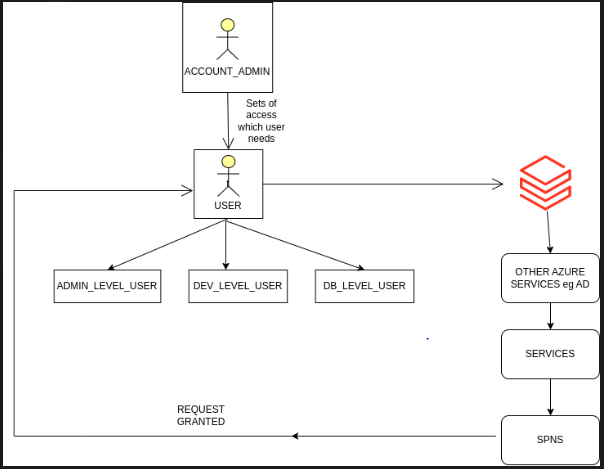 ACCOUNT_ADMIN
Sets of
access
which user
needs
USER
ADMIN_LEVEL_USER
DEV_LEVEL_USER
DB_LEVEL_USER
OTHER AZURE
SERVICES eg AD
SERVICES
REQUEST
GRANTED
SPNS